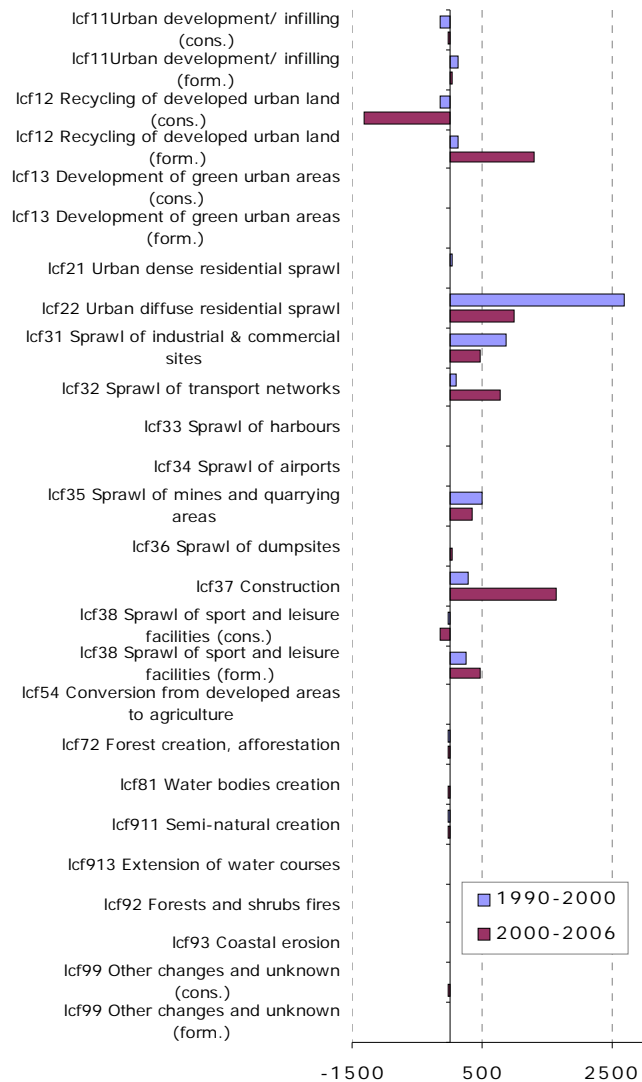 lcf11Urban development/ infilling
(cons.)
lcf11Urban development/ infilling
(form.)
lcf12 Recycling of developed urban land
(cons.)
lcf12 Recycling of developed urban land
(form.)
lcf13 Development of green urban areas
(cons.)
lcf13 Development of green urban areas
(form.)
lcf21 Urban dense residential sprawl
lcf22 Urban diffuse residential sprawl
lcf31 Sprawl of industrial & commercial
sites
lcf32 Sprawl of transport networks
lcf33 Sprawl of harbours
lcf34 Sprawl of airports
lcf35 Sprawl of mines and quarrying
areas
lcf36 Sprawl of dumpsites
lcf37 Construction
lcf38 Sprawl of sport and leisure
facilities (cons.)
lcf38 Sprawl of sport and leisure
facilities (form.)
lcf54 Conversion from developed areas
to agriculture
lcf72 Forest creation, afforestation
lcf81 Water bodies creation
lcf911 Semi-natural creation
lcf913 Extension of water courses
lcf92 Forests and shrubs fires
lcf93 Coastal erosion
lcf99 Other changes and unknown
(cons.)
lcf99 Other changes and unknown
(form.)
1990-2000
2000-2006
-1500 500 2500